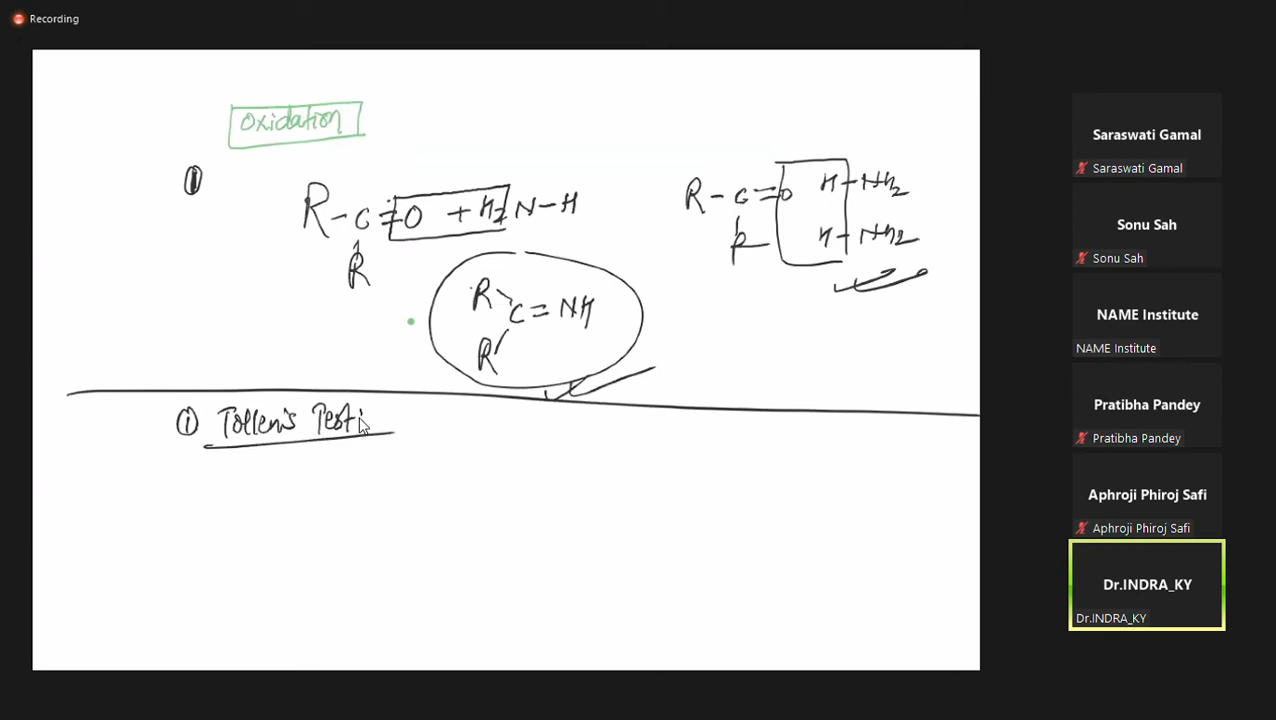 Recording
Oxidation
①
R-C=O + H₂N-H
R
R-C=O H-NH₂
R H-NH₂
R
C=NH
R
① Tollen's Test:
Saraswati Gamal
Saraswati Gamal
Sonu Sah
Sonu Sah
NAME Institute
NAME Institute
Pratibha Pandey
Pratibha Pandey
Aphroji Phiroj Safi
Aphroji Phiroj Safi
Dr.INDRA_KY
Dr.INDRA_KY